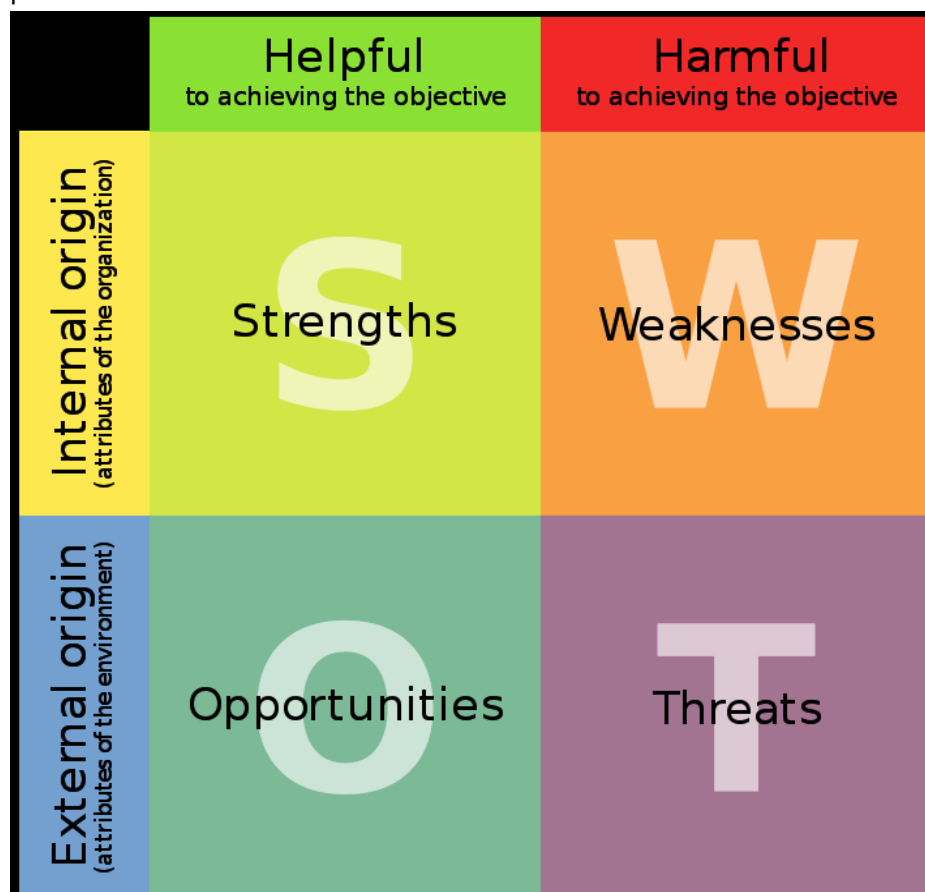 Helpful
to achieving the objective
Harmful
to achieving the objective
Internal origin
(attributes of the organization)
S
Strengths
W
Weaknesses
External origin
(attributes of the environment)
O
Opportunities
T
Threats